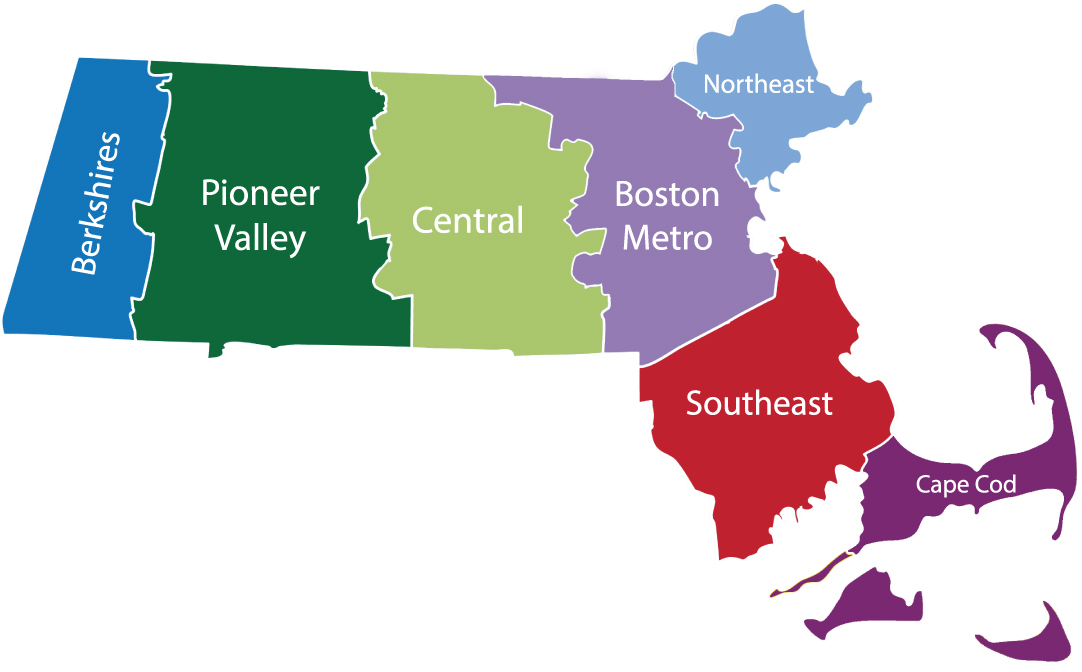 Northeast
Berkshires
Pioneer
Valley
Central
Boston
Metro
Southeast
Cape Cod